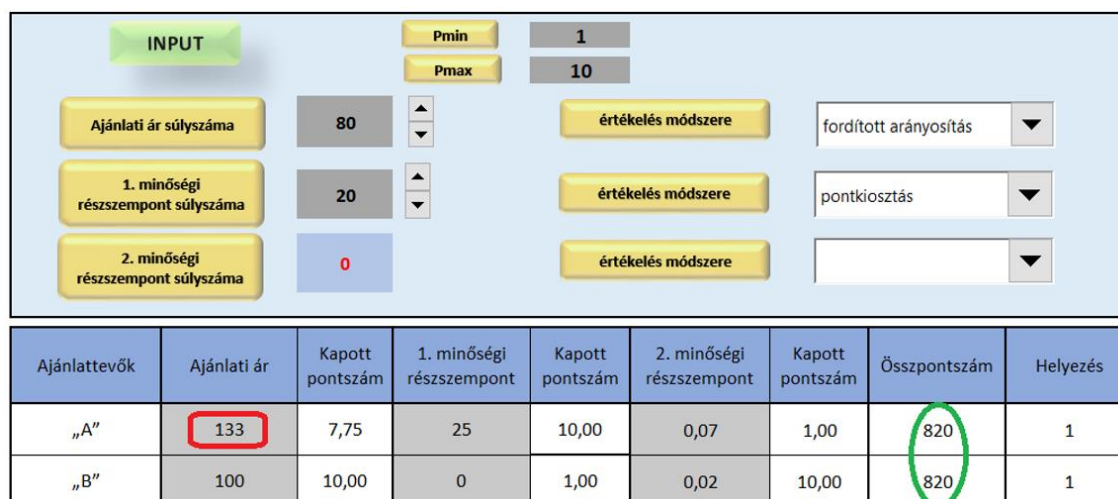 INPUT
Pmin 1
Pmax 10
Ajánlati ár súlyszáma 80 értékelés módszere fordított arányosítás
1. minőségi
részszempont súlyszáma 20 értékelés módszere pontkiosztás
2. minőségi
részszempont súlyszáma 0 értékelés módszere
Ajánlattevők Ajánlati ár Kapott pontszám 1. minőségi részszempont Kapott pontszám 2. minőségi részszempont Kapott pontszám Összpontszám Helyezés
„A” 133 7,75 25 10,00 0,07 1,00 820 1
„B” 100 10,00 0 1,00 0,02 10,00 820 1